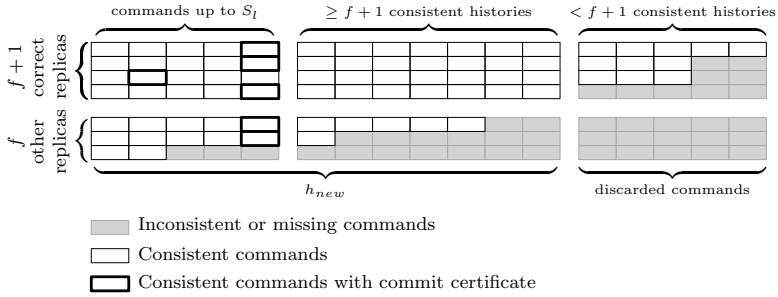 commands up to S_l
≥ f + 1 consistent histories
< f + 1 consistent histories
f + 1
correct
replicas
f
other
replicas
h_new
discarded commands
Inconsistent or missing commands
Consistent commands
Consistent commands with commit certificate